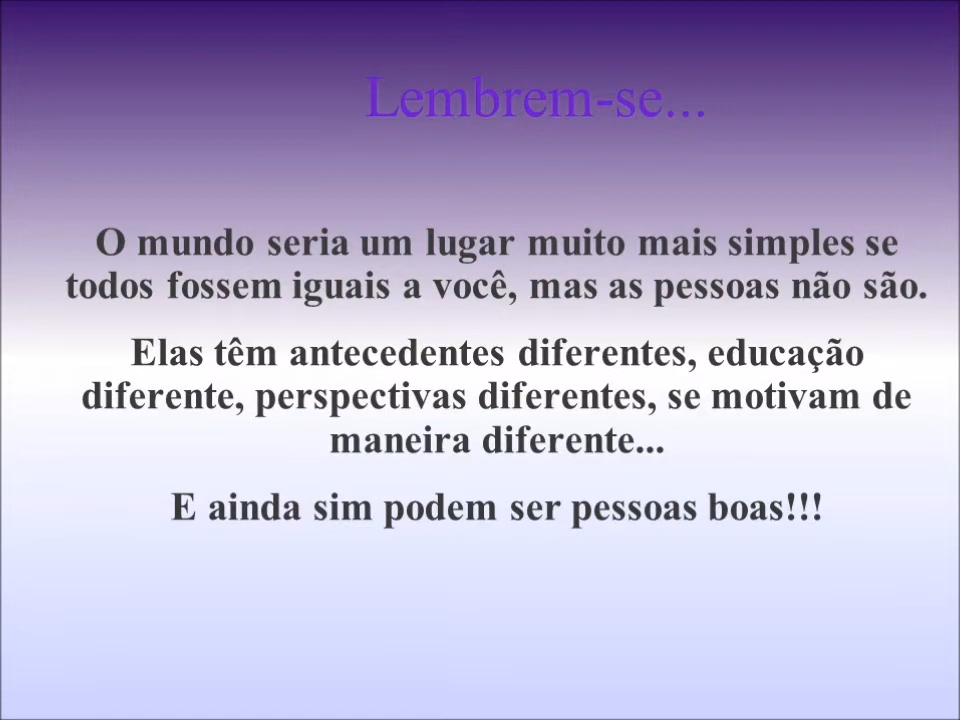 Lembrem-se...
O mundo seria um lugar muito mais simples se
todos fossem iguais a você, mas as pessoas não são.
Elas têm antecedentes diferentes, educação
diferente, perspectivas diferentes, se motivam de
maneira diferente...
E ainda sim podem ser pessoas boas!!!